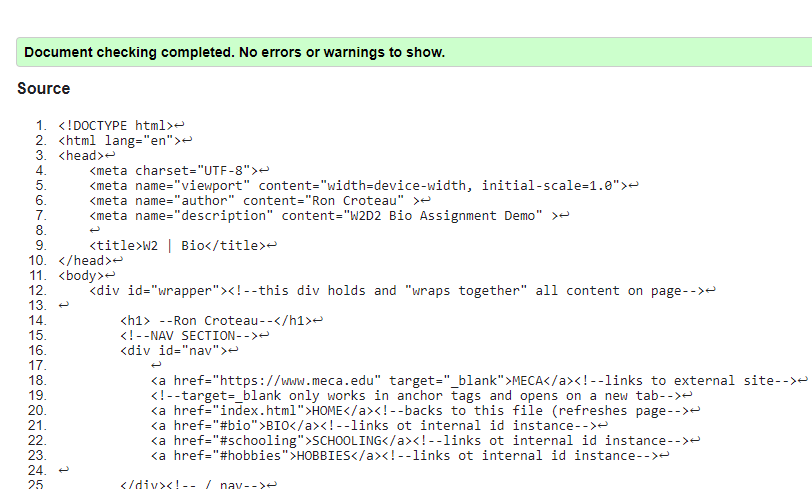 Document checking completed. No errors or warnings to show.
Source
1. <!DOCTYPE html>↩
2. <html lang="en">↩
3. <head>↩
4. <meta charset="UTF-8">↩
5. <meta name="viewport" content="width=device-width, initial-scale=1.0">↩
6. <meta name="author" content="Ron Croteau" >↩
7. <meta name="description" content="W2D2 Bio Assignment Demo" >↩
8. ↩
9. <title>W2 | Bio</title>↩
10. </head>↩
11. <body>↩
12. <div id="wrapper"><!--this div holds and "wraps together" all content on page-->↩
13. ↩
14. <h1> --Ron Croteau--</h1>↩
15. <!--NAV SECTION-->↩
16. <div id="nav">↩
17. ↩
18. <a href="https://www.meca.edu" target="_blank">MECA</a><!--links to external site-->↩
19. <!--target=_blank only works in anchor tags and opens on a new tab-->↩
20. <a href="index.html">HOME</a><!--backs to this file (refreshes page-->↩
21. <a href="#bio">BIO</a><!--links ot internal id instance-->↩
22. <a href="#schooling">SCHOOLING</a><!--links ot internal id instance-->↩
23. <a href="#hobbies">HOBBIES</a><!--links ot internal id instance-->↩
24. ↩
25 </div><!-- / nav-->↩